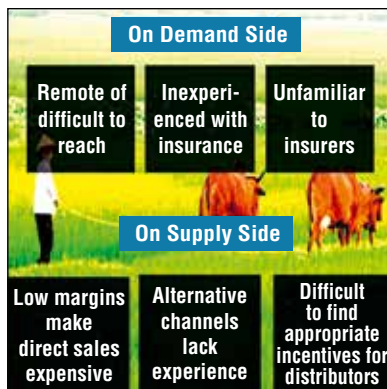 On Demand Side
Remote of
difficult to
reach
Inexperi-
enced with
insurance
Unfamiliar
to
insurers
On Supply Side
Low margins
make
direct sales
expensive
Alternative
channels
lack
experience
Difficult
to find
appropriate
incentives for
distributors